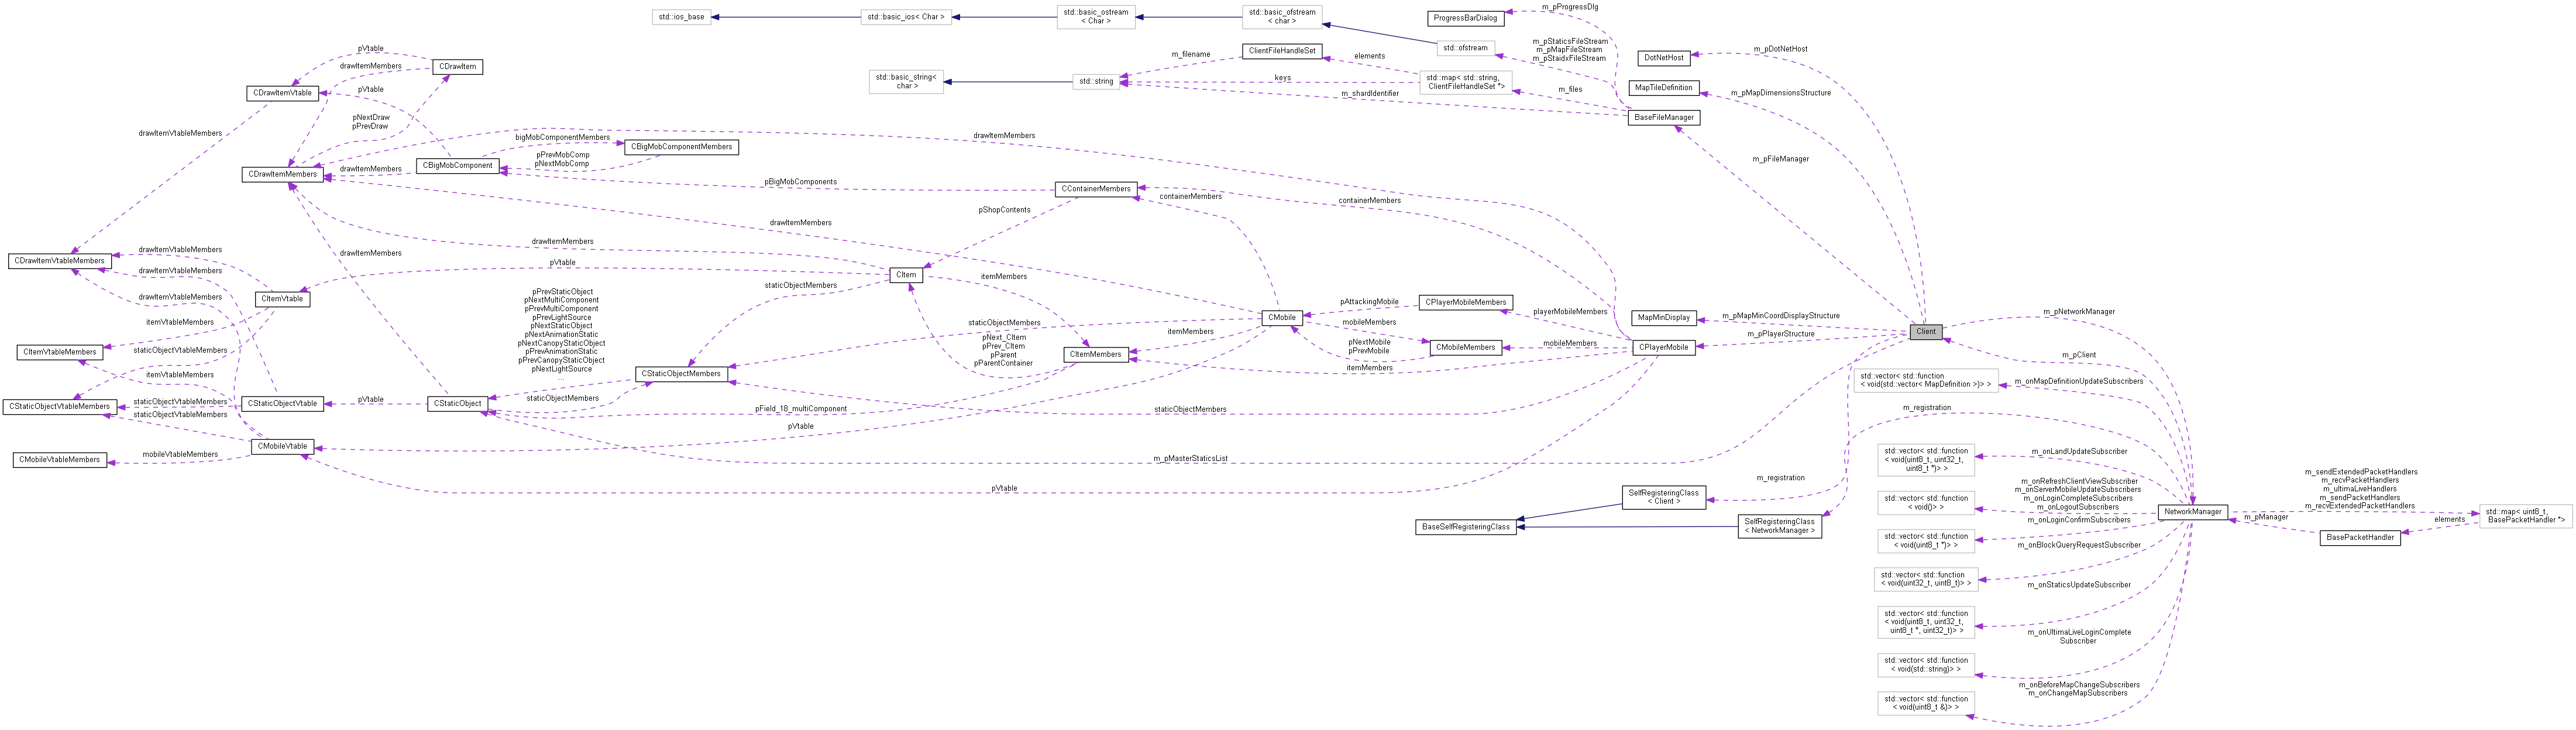 std::ios_base
std::basic_ios< Char >
std::basic_ostream
< Char >
std::basic_ofstream
< char >
std::ofstream
ProgressBarDialog
m_pProgressDlg
m_pStaticsFileStream
m_pMapFileStream
m_pStaidxFileStream
ClientFileHandleSet
m_filename
elements
std::basic_string<
char >
std::string
keys
std::map< std::string,
ClientFileHandleSet *>
m_files
m_shardIdentifier
BaseFileManager
DotNetHost
m_pDotNetHost
MapTileDefinition
m_pMapDimensionsStructure
m_pFileManager
pVtable
CDrawItem
drawItemMembers
CDrawItemVtable
pVtable
drawItemVtableMembers
pNextDraw
pPrevDraw
drawItemMembers
bigMobComponentMembers
CBigMobComponentMembers
pPrevMobComp
pNextMobComp
CBigMobComponent
drawItemMembers
CDrawItemMembers
pBigMobComponents
CContainerMembers
containerMembers
containerMembers
pShopContents
drawItemMembers
drawItemMembers
drawItemMembers
CDrawItemVtableMembers
drawItemVtableMembers
drawItemVtableMembers
drawItemVtableMembers
pVtable
CItem
itemMembers
staticObjectMembers
CItemVtable
itemVtableMembers
staticObjectVtableMembers
itemVtableMembers
CItemVtableMembers
pPrevStaticObject
pNextMultiComponent
pPrevMultiComponent
pPrevLightSource
pNextStaticObject
pNextAnimationStatic
pNextCanopyStaticObject
pPrevAnimationStatic
pPrevCanopyStaticObject
pNextLightSource
...
staticObjectMembers
pNext_CItem
pPrev_CItem
pParent
pParentContainer
CItemMembers
itemMembers
CMobile
pAttackingMobile
CPlayerMobileMembers
playerMobileMembers
mobileMembers
pNextMobile
pPrevMobile
CMobileMembers
mobileMembers
itemMembers
CPlayerMobile
MapMinDisplay
m_pMapMinCoordDisplayStructure
m_pPlayerStructure
Client
m_pNetworkManager
m_pClient
CStaticObjectMembers
staticObjectMembers
CStaticObject
pVtable
CStaticObjectVtable
staticObjectVtableMembers
staticObjectVtableMembers
CStaticObjectVtableMembers
pField_18_multiComponent
staticObjectMembers
pVtable
CMobileVtable
mobileVtableMembers
CMobileVtableMembers
m_pMasterStaticsList
pVtable
std::vector< std::function
< void(std::vector< MapDefinition >)> >
m_onMapDefinitionUpdateSubscribers
m_registration
m_registration
SelfRegisteringClass
< Client >
BaseSelfRegisteringClass
SelfRegisteringClass
< NetworkManager >
std::vector< std::function
< void(uint8_t, uint32_t,
uint8_t *)> >
m_onLandUpdateSubscriber
std::vector< std::function
< void()> >
m_onRefreshClientViewSubscriber
m_onServerMobileUpdateSubscribers
m_onLoginCompleteSubscribers
m_onLogoutSubscribers
m_onLoginConfirmSubscribers
std::vector< std::function
< void(uint8_t *)> >
m_onBlockQueryRequestSubscriber
std::vector< std::function
< void(uint32_t, uint8_t)> >
m_onStaticsUpdateSubscriber
std::vector< std::function
< void(uint8_t, uint32_t,
uint8_t *, uint32_t)> >
m_onUltimaLiveLoginComplete
Subscriber
std::vector< std::function
< void(std::string)> >
m_onBeforeMapChangeSubscribers
m_onChangeMapSubscribers
std::vector< std::function
< void(uint8_t &)> >
NetworkManager
m_sendExtendedPacketHandlers
m_recvPacketHandlers
m_ultimaLiveHandlers
m_sendPacketHandlers
m_recvExtendedPacketHandlers
m_pManager
BasePacketHandler
elements
std::map< uint8_t,
BasePacketHandler *>